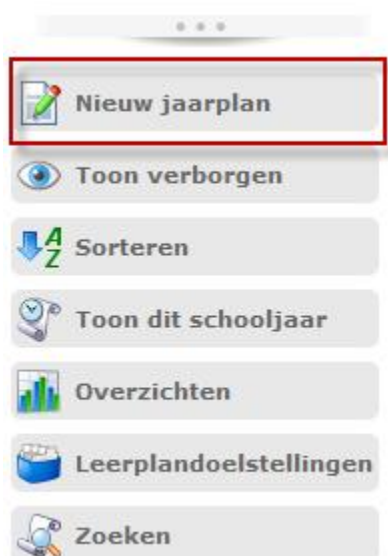 Nieuw jaarplan
Toon verborgen
Sorteren
Toon dit schooljaar
Overzichten
Leerplandoelstellingen
Zoeken